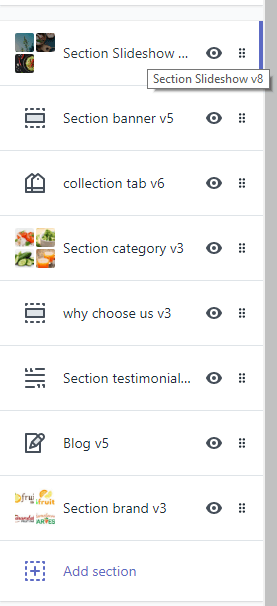 Section Slideshow ...
Section Slideshow v8
Section banner v5
collection tab v6
Section category v3
why choose us v3
Section testimonial...
Blog v5
Section brand v3
Add section